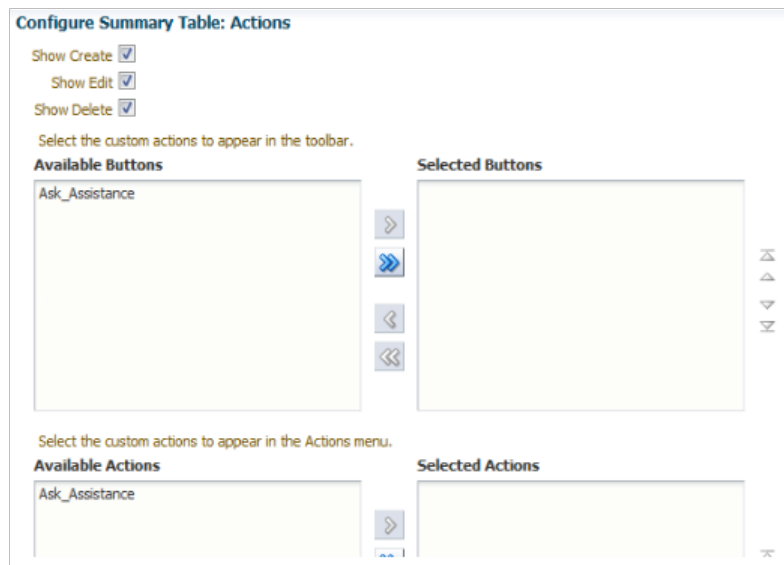 Configure Summary Table: Actions
Show Create
Show Edit
Show Delete
Select the custom actions to appear in the toolbar.
Available Buttons
Selected Buttons
Ask_Assistance
Select the custom actions to appear in the Actions menu.
Available Actions
Selected Actions
Ask_Assistance